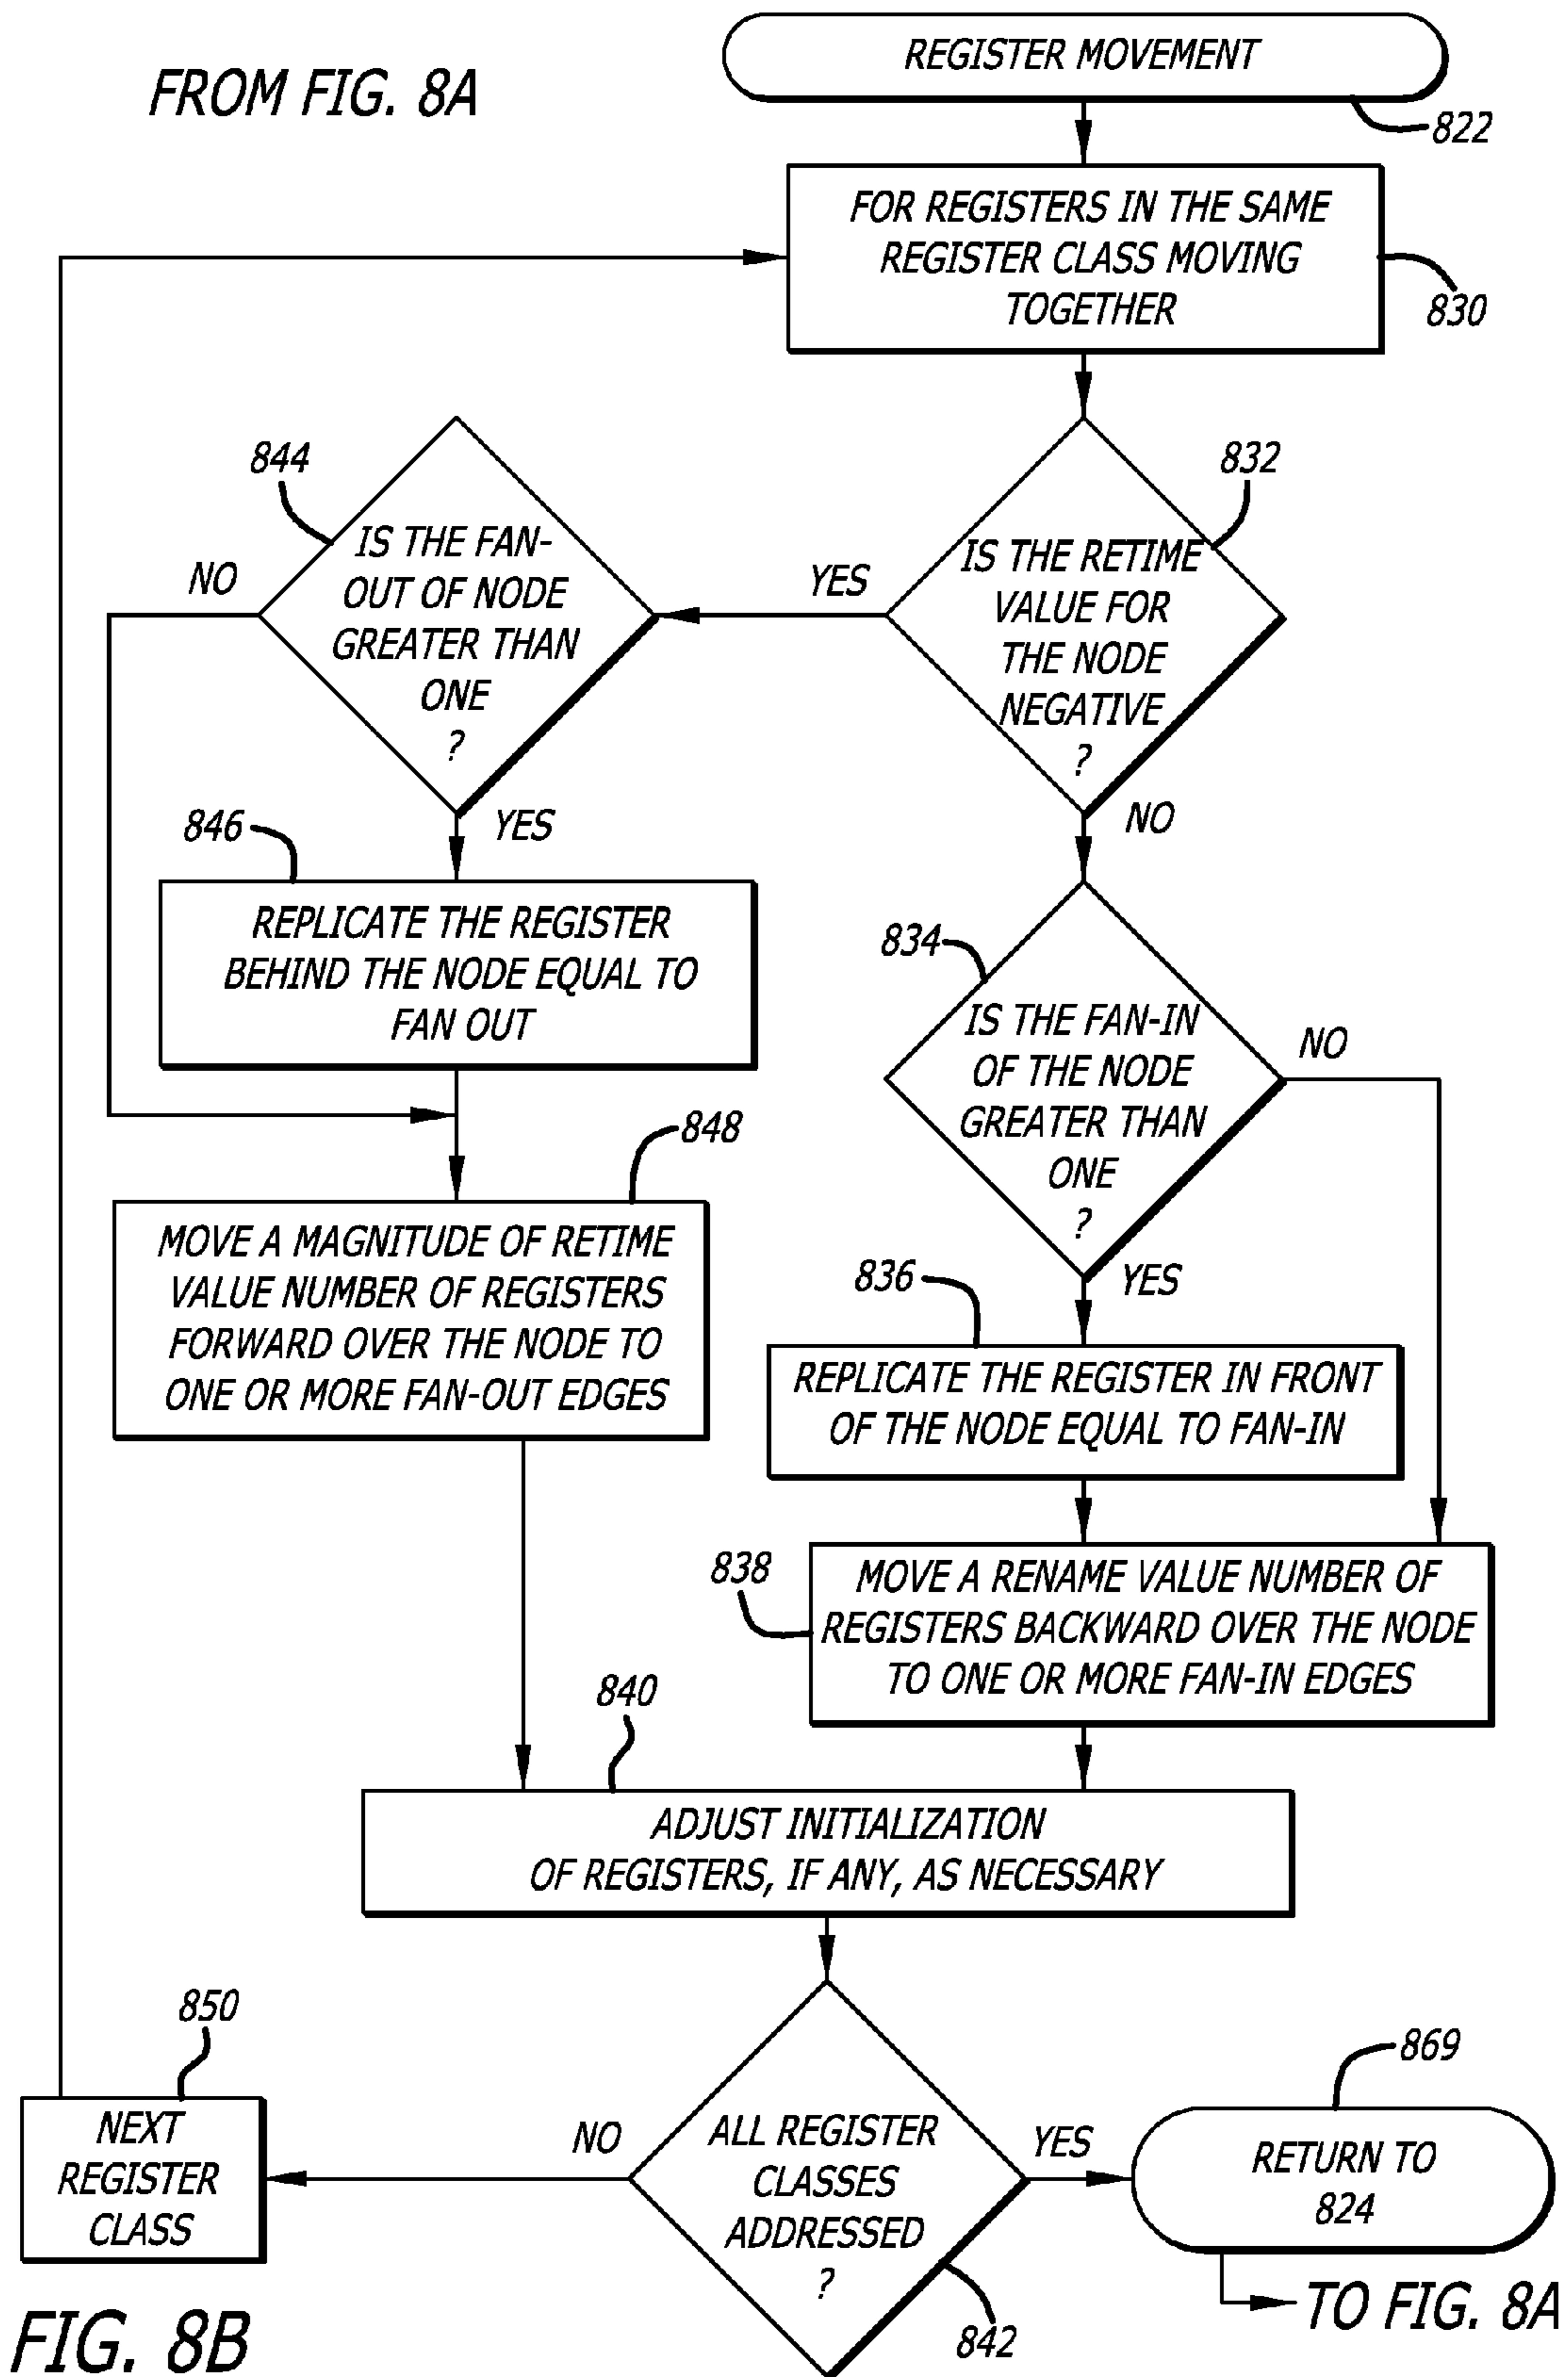 FROM FIG. 8A
REGISTER MOVEMENT
822
FOR REGISTERS IN THE SAME
REGISTER CLASS MOVING
TOGETHER
830
832
IS THE RETIME
VALUE FOR
THE NODE
NEGATIVE
?
YES
NO
844
IS THE FAN-
OUT OF NODE
GREATER THAN
ONE
?
NO
YES
846
REPLICATE THE REGISTER
BEHIND THE NODE EQUAL TO
FAN OUT
848
MOVE A MAGNITUDE OF RETIME
VALUE NUMBER OF REGISTERS
FORWARD OVER THE NODE TO
ONE OR MORE FAN-OUT EDGES
834
IS THE FAN-IN
OF THE NODE
GREATER THAN
ONE
?
NO
YES
836
REPLICATE THE REGISTER IN FRONT
OF THE NODE EQUAL TO FAN-IN
838
MOVE A RENAME VALUE NUMBER OF
REGISTERS BACKWARD OVER THE NODE
TO ONE OR MORE FAN-IN EDGES
840
ADJUST INITIALIZATION
OF REGISTERS, IF ANY, AS NECESSARY
ALL REGISTER
CLASSES
ADDRESSED
?
842
NO
YES
850
NEXT
REGISTER
CLASS
869
RETURN TO
824
TO FIG. 8A
FIG. 8B